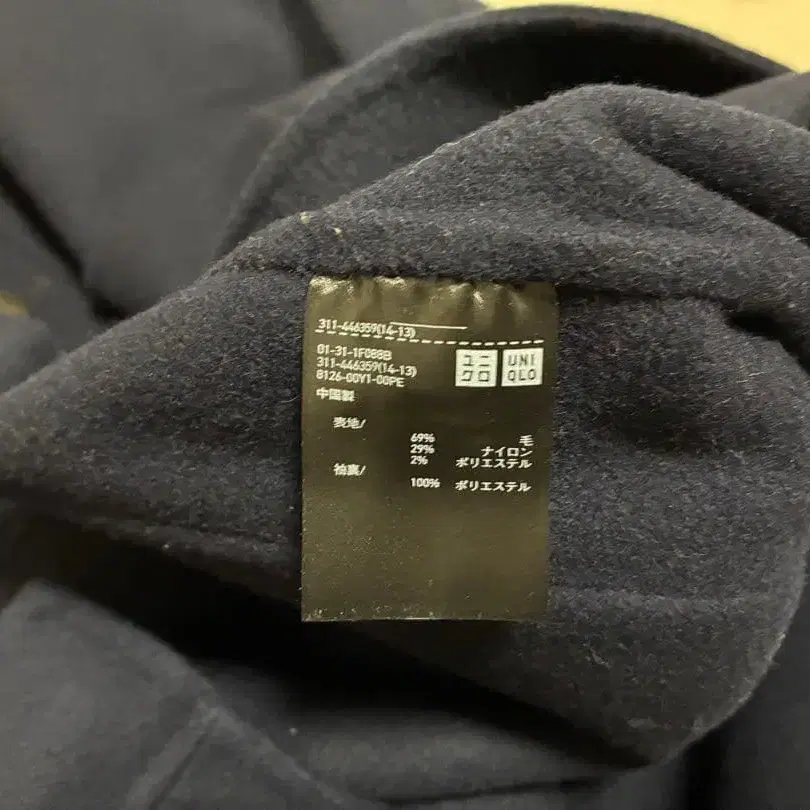 311-446359(14-13)
01-31-1F088B
311-446359(14-13)
8126-00Y1-00PE
中国製
ユニクロ
UNIQLO
表地/
69% 毛
29% ナイロン
2% ポリエステル
袖裏/
100% ポリエステル